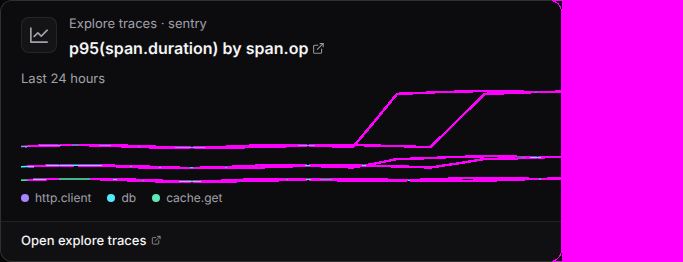 Explore traces · sentry
p95(span.duration) by span.op
Last 24 hours
http.client db cache.get
Open explore traces